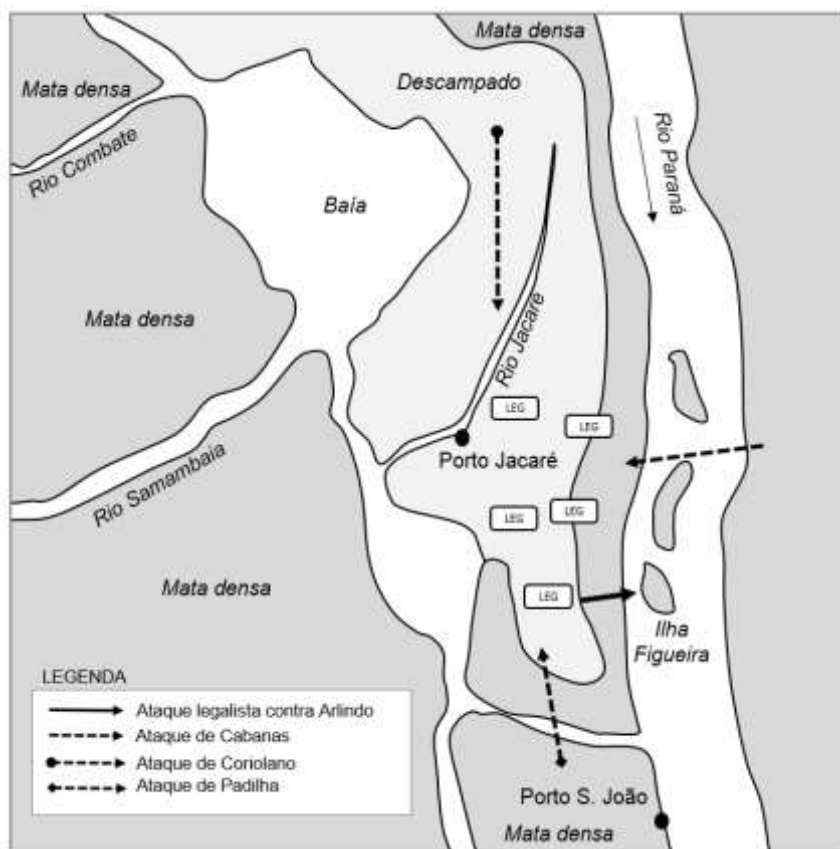 Mata densa
Descampado
Mata densa
Rio Combate
Rio Paraná
Baía
Mata densa
Rio Jacaré
LEG
LEG
Porto Jacaré
Rio Samambaia
LEG
LEG
Mata densa
LEG
Ilha
Figueira
LEGENDA
Ataque legalista contra Arlindo
Ataque de Cabanas
Ataque de Coriolano
Ataque de Padilha
Porto S. João
Mata densa